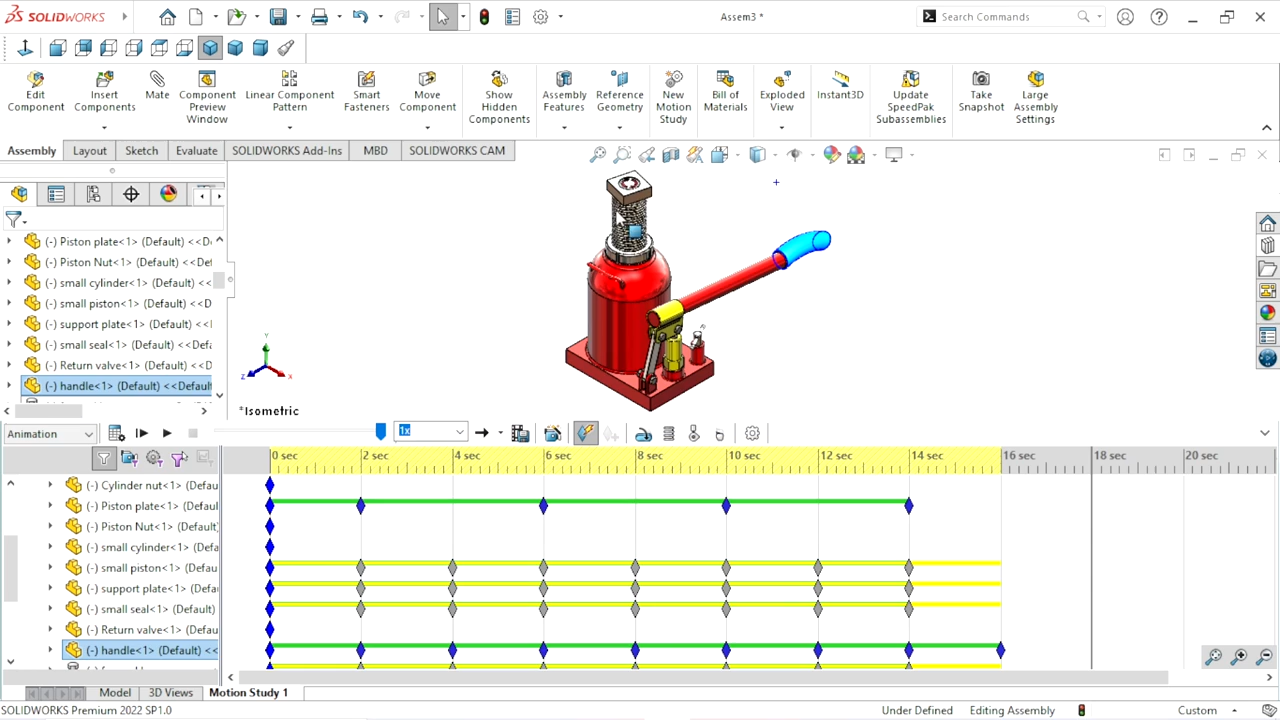 SOLIDWORKS
Assem3 *
Search Commands
Edit Component
Insert Components
Mate
Component Preview Window
Linear Component Pattern
Smart Fasteners
Move Component
Show Hidden Components
Assembly Features
Reference Geometry
New Motion Study
Bill of Materials
Exploded View
Instant3D
Update SpeedPak Subassemblies
Take Snapshot
Large Assembly Settings
Assembly Layout Sketch Evaluate SOLIDWORKS Add-Ins MBD SOLIDWORKS CAM
(-) Piston plate<1> (Default) <<D
(-) Piston Nut<1> (Default) <<Def
(-) small cylinder<1> (Default) <<
(-) small piston<1> (Default) <<D
(-) support plate<1> (Default) <<
(-) small seal<1> (Default) <<De
(-) Return valve<1> (Default) <<
(-) handle<1> (Default) <<Defaul
Y
Z
X
*Isometric
Animation
1x
0 sec 2 sec 4 sec 6 sec 8 sec 10 sec 12 sec 14 sec 16 sec 18 sec 20 sec
(-) Cylinder nut<1> (Defau
(-) Piston plate<1> (Defaul
(-) Piston Nut<1> (Default)
(-) small cylinder<1> (Defa
(-) small piston<1> (Defau
(-) support plate<1> (Defa
(-) small seal<1> (Default)
(-) Return valve<1> (Defau
(-) handle<1> (Default) <<
Model 3D Views Motion Study 1
SOLIDWORKS Premium 2022 SP1.0
Under Defined Editing Assembly Custom